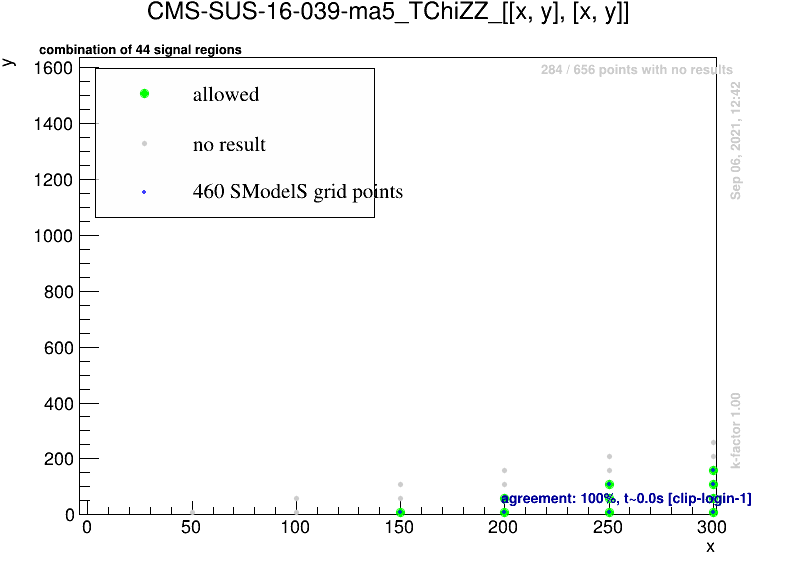 CMS-SUS-16-039-ma5_TChiZZ_[[x, y], [x, y]]
combination of 44 signal regions
y
284 / 656 points with no results
allowed
no result
460 SModelS grid points
Sep 06, 2021, 12:42
k-factor 1.00
1600
1400
1200
1000
800
600
400
200
0
agreement: 100%, t~0.0s [clip-login-1]
0 50 100 150 200 250 300
x